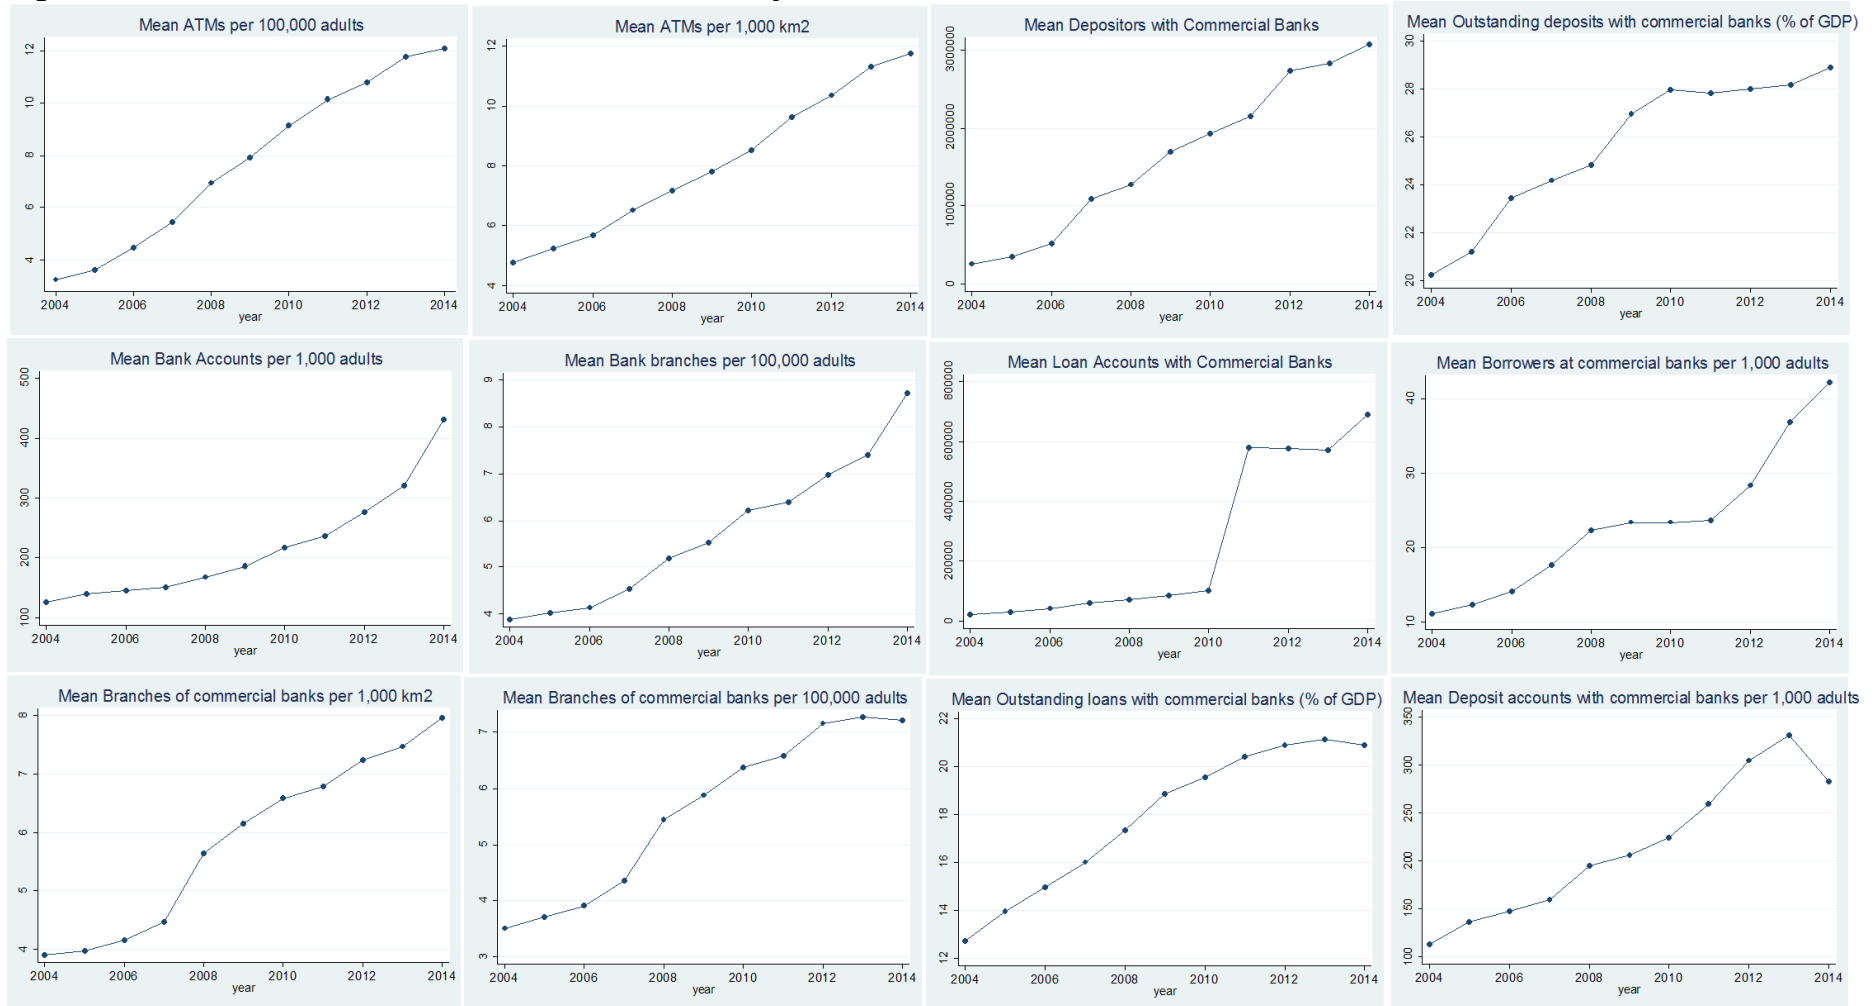 Mean ATMs per 100,000 adults
12
10
8
6
4
2004 2006 2008 2010 2012 2014
year
Mean ATMs per 1,000 km2
12
10
8
6
4
2004 2006 2008 2010 2012 2014
year
Mean Depositors with Commercial Banks
3000000
2000000
1000000
0
2004 2006 2008 2010 2012 2014
year
Mean Outstanding deposits with commercial banks (% of GDP)
30
28
26
24
22
20
2004 2006 2008 2010 2012 2014
year
Mean Bank Accounts per 1,000 adults
500
400
300
200
100
2004 2006 2008 2010 2012 2014
year
Mean Bank branches per 100,000 adults
9
8
7
6
5
4
2004 2006 2008 2010 2012 2014
year
Mean Loan Accounts with Commercial Banks
800000
600000
400000
200000
0
2004 2006 2008 2010 2012 2014
year
Mean Borrowers at commercial banks per 1,000 adults
40
30
20
10
2004 2006 2008 2010 2012 2014
year
Mean Branches of commercial banks per 1,000 km2
8
7
6
5
4
2004 2006 2008 2010 2012 2014
year
Mean Branches of commercial banks per 100,000 adults
7
6
5
4
3
2004 2006 2008 2010 2012 2014
year
Mean Outstanding loans with commercial banks (% of GDP)
22
20
18
16
14
12
2004 2006 2008 2010 2012 2014
year
Mean Deposit accounts with commercial banks per 1,000 adults
350
300
250
200
150
100
2004 2006 2008 2010 2012 2014
year